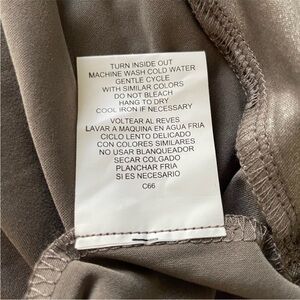 TURN INSIDE OUT
MACHINE WASH COLD WATER
GENTLE CYCLE
WITH SIMILAR COLORS
DO NOT BLEACH
HANG TO DRY
COOL IRON IF NECESSARY
VOLTEAR AL REVES
LAVAR A MAQUINA EN AGUA FRIA
CICLO LENTO DELICADO
CON COLORES SIMILARES
NO USAR BLANQUEADOR
SECAR COLGADO
PLANCHAR FRIA
SI ES NECESARIO
C66